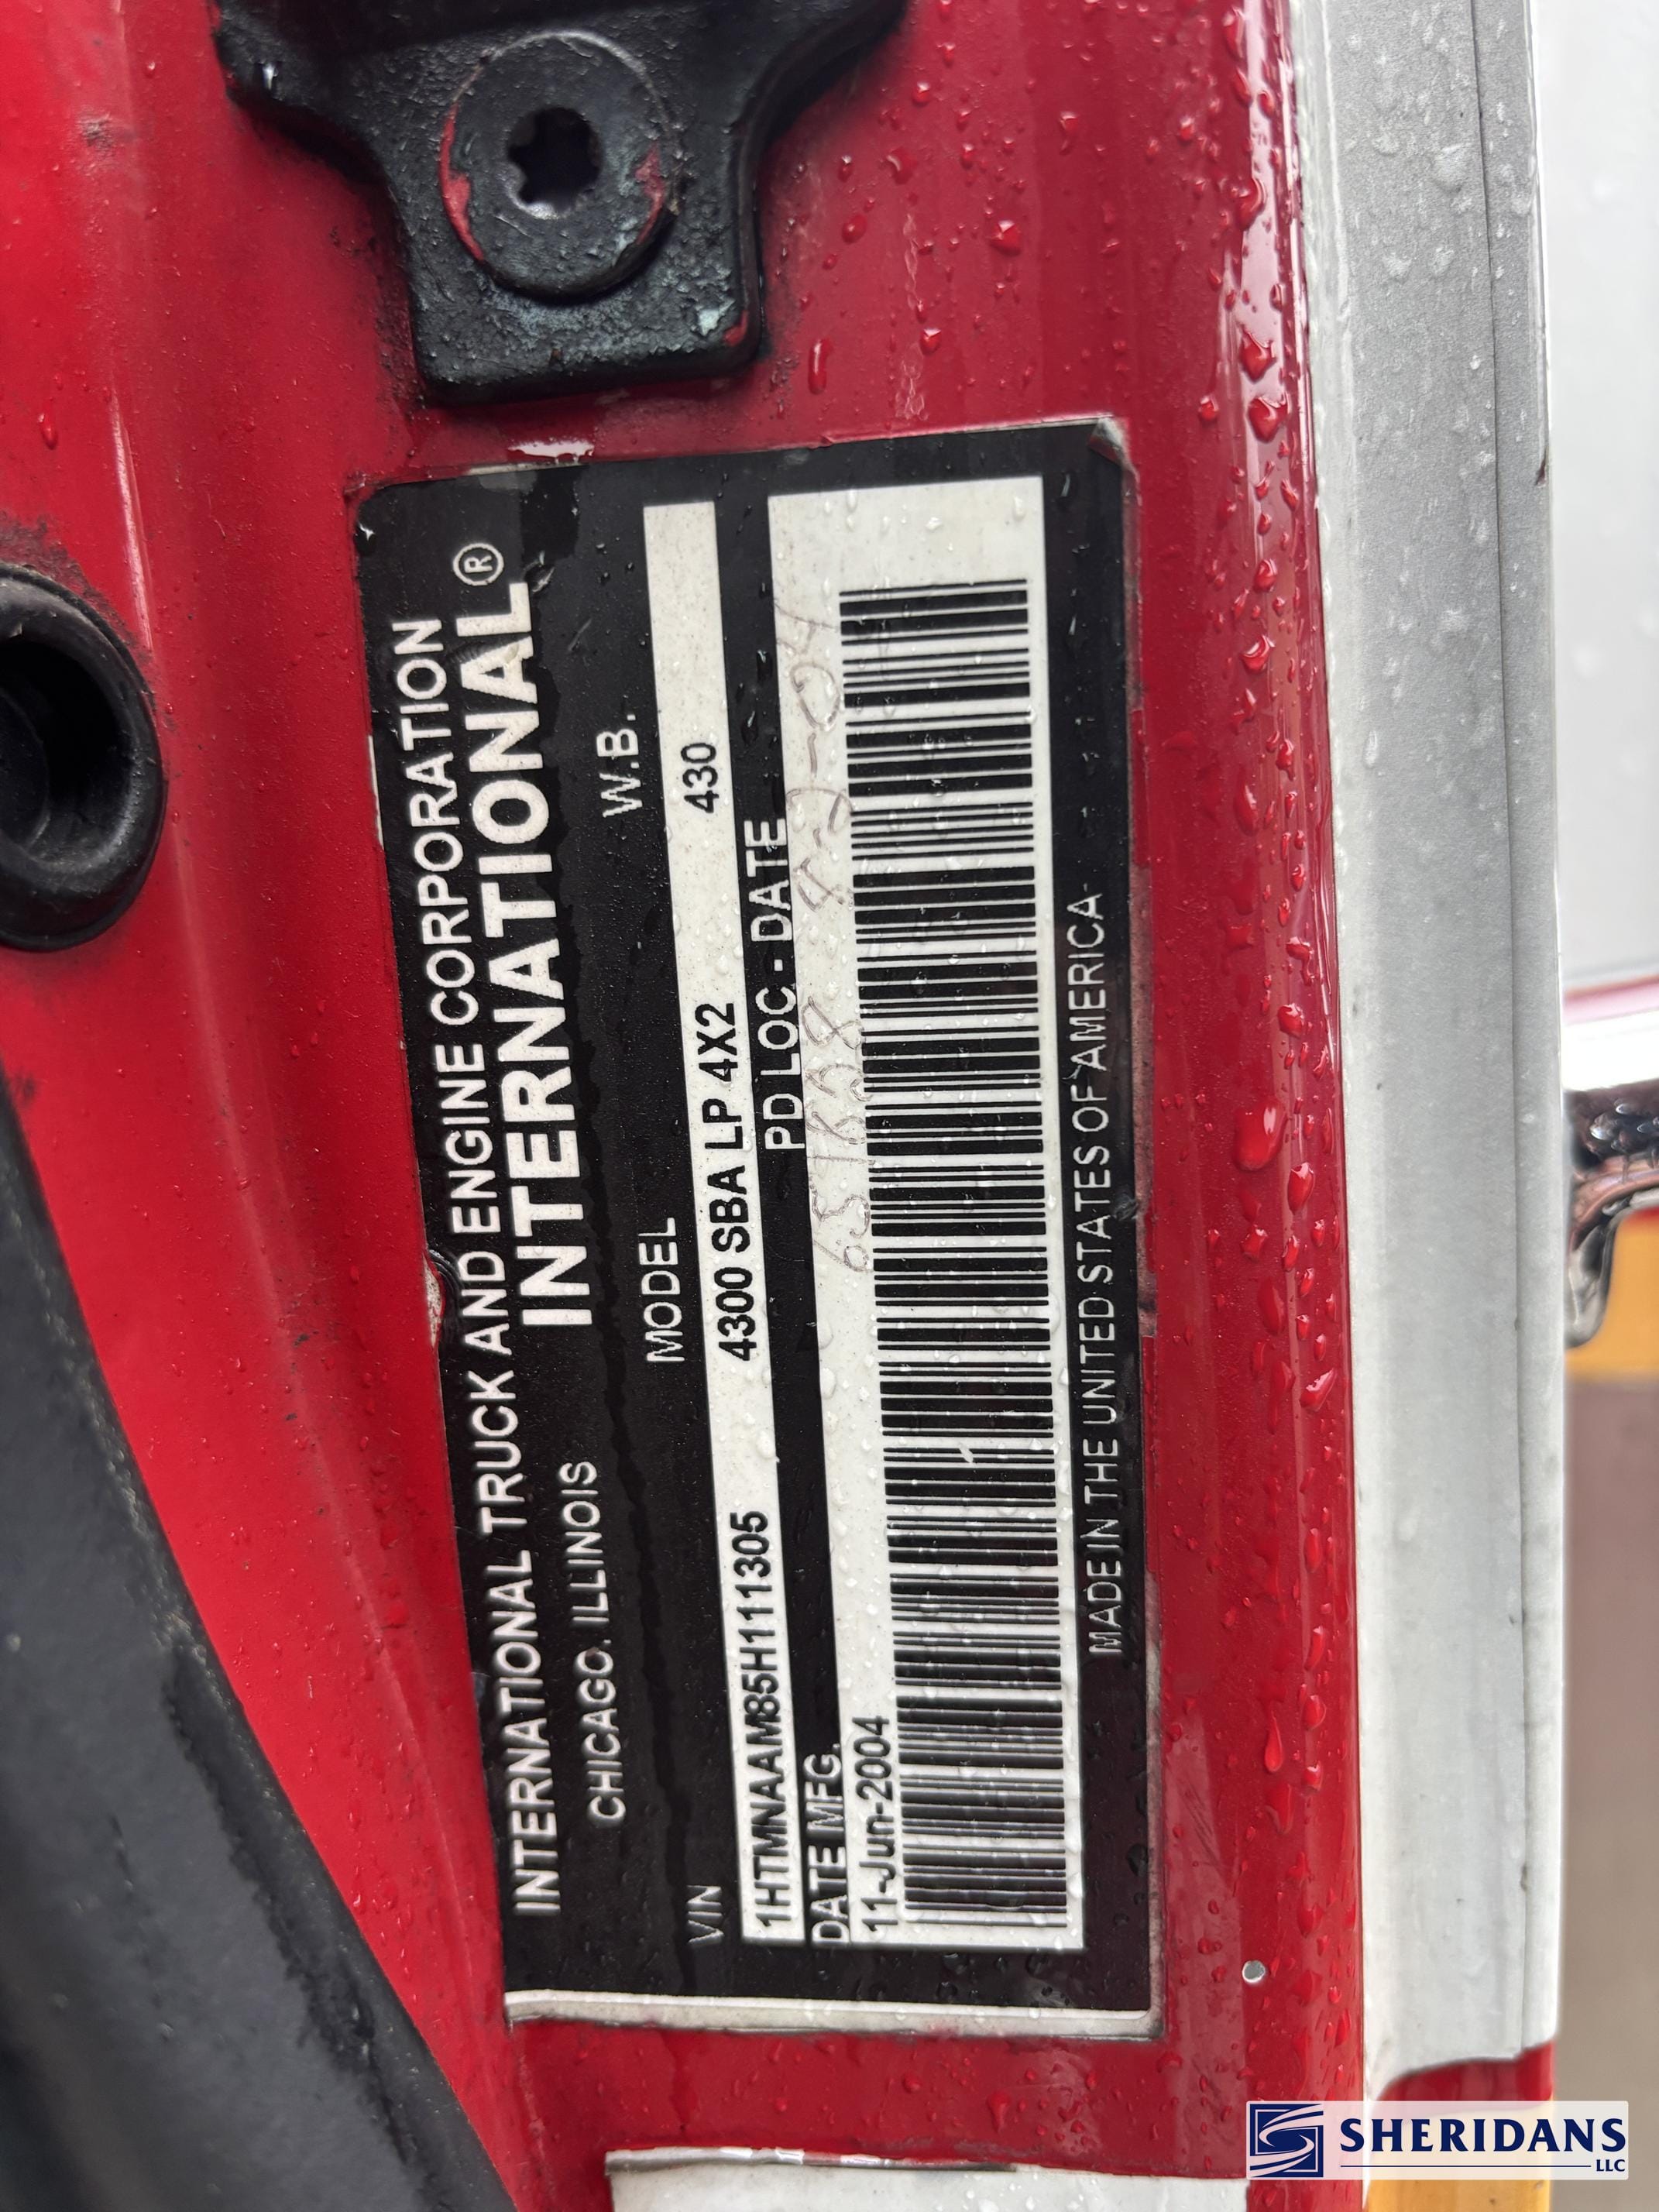 INTERNATIONAL TRUCK AND ENGINE CORPORATION
CHICAGO, ILLINOIS INTERNATIONAL®
VIN MODEL W.B.
1HTMNAAM85H111305 4300 SBA LP 4X2 430
DATE MFG. PD LOC - DATE
11-Jun-2004
MADE IN THE UNITED STATES OF AMERICA
SHERIDANS
LLC